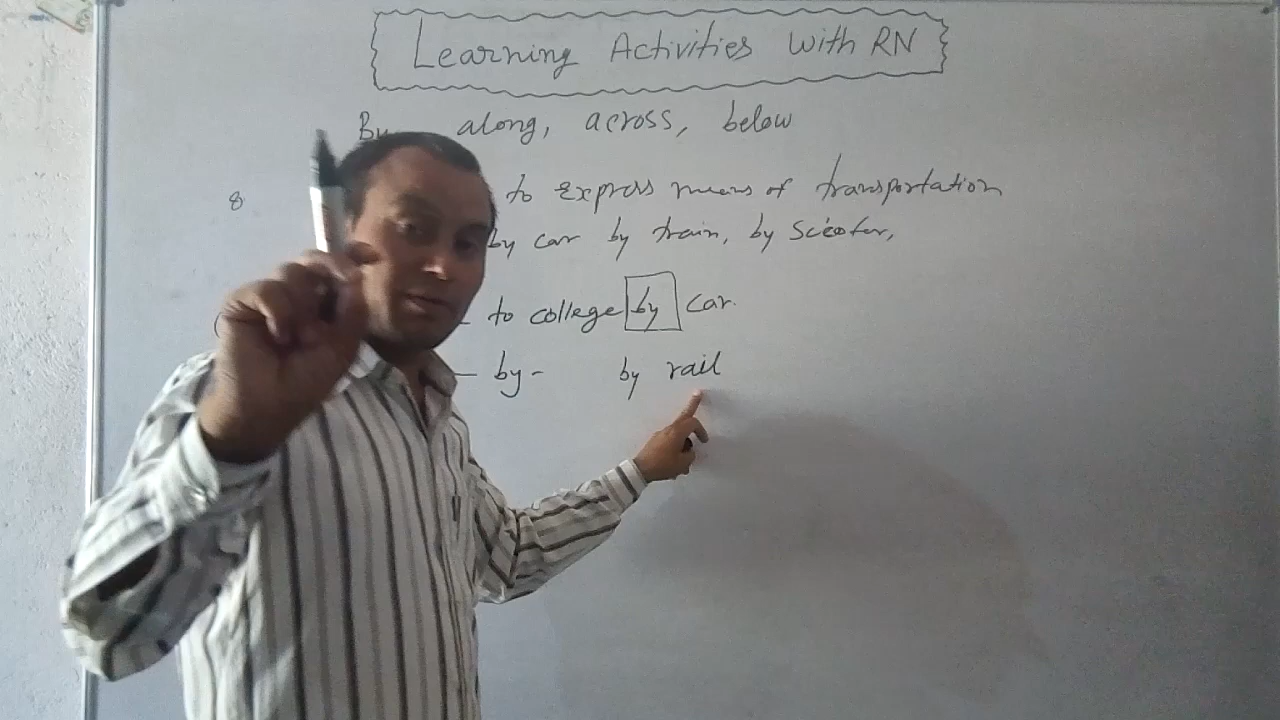 Learning Activities With RN
By along, across, below
8 to Express means of transportation
by car by train, by Scooter,
to college by car.
— by- by rail